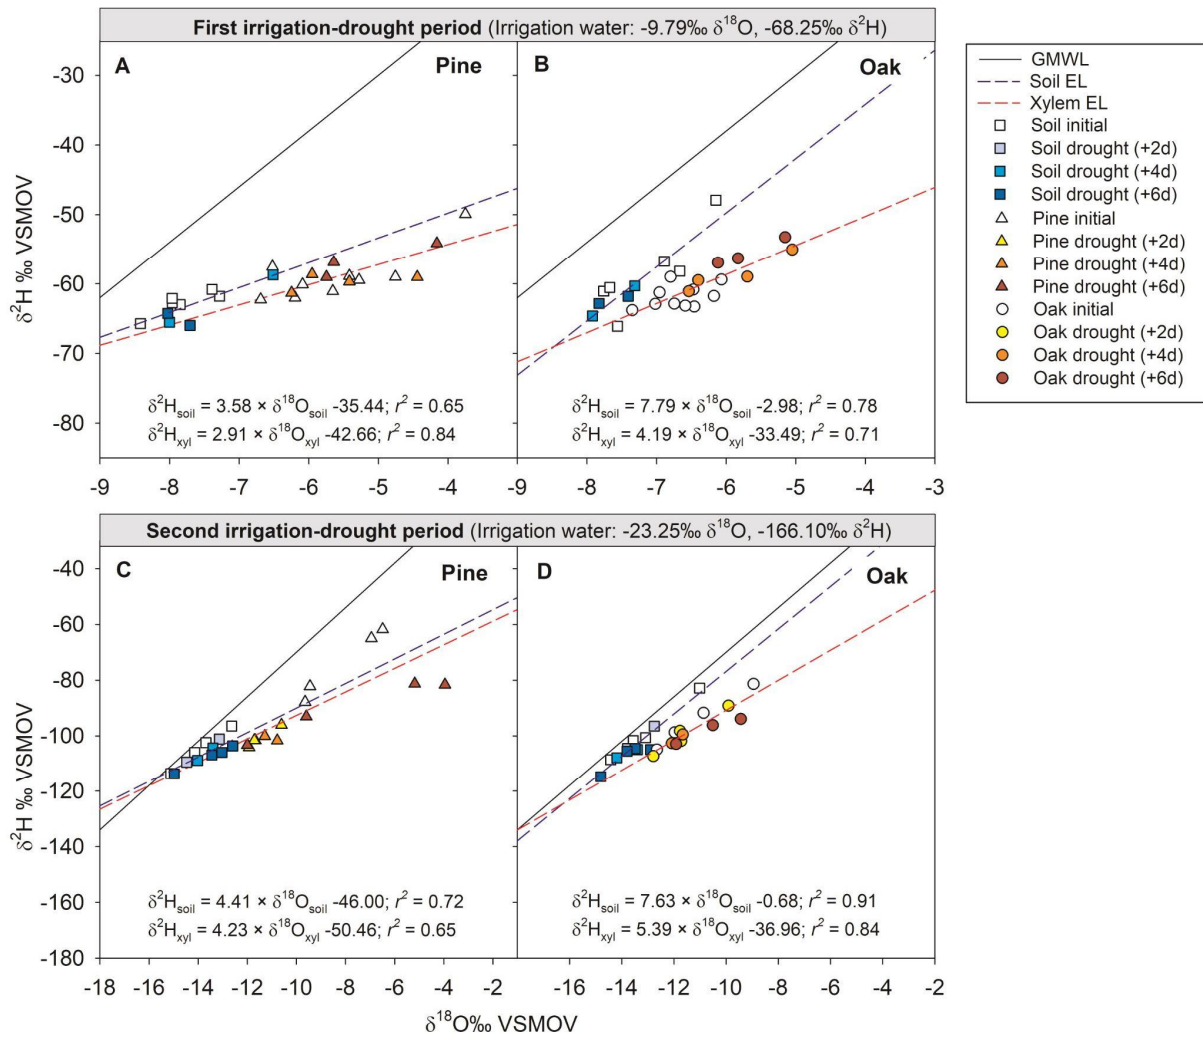 First irrigation-drought period (Irrigation water: -9.79‰ δ¹⁸O, -68.25‰ δ²H)
A Pine
B Oak
-30
-40
-50
-60
-70
-80
δ²H ‰ VSMOV
δ²Hsoil = 3.58 × δ¹⁸Osoil -35.44; r² = 0.65
δ²Hxyl = 2.91 × δ¹⁸Oxyl -42.66; r² = 0.84
δ²Hsoil = 7.79 × δ¹⁸Osoil -2.98; r² = 0.78
δ²Hxyl = 4.19 × δ¹⁸Oxyl -33.49; r² = 0.71
-9 -8 -7 -6 -5 -4 -9 -8 -7 -6 -5 -4 -3
GMWL
Soil EL
Xylem EL
Soil initial
Soil drought (+2d)
Soil drought (+4d)
Soil drought (+6d)
Pine initial
Pine drought (+2d)
Pine drought (+4d)
Pine drought (+6d)
Oak initial
Oak drought (+2d)
Oak drought (+4d)
Oak drought (+6d)
Second irrigation-drought period (Irrigation water: -23.25‰ δ¹⁸O, -166.10‰ δ²H)
C Pine
D Oak
-40
-60
-80
-100
-120
-140
-160
-180
δ²H ‰ VSMOV
δ²Hsoil = 4.41 × δ¹⁸Osoil -46.00; r² = 0.72
δ²Hxyl = 4.23 × δ¹⁸Oxyl -50.46; r² = 0.65
δ²Hsoil = 7.63 × δ¹⁸Osoil -0.68; r² = 0.91
δ²Hxyl = 5.39 × δ¹⁸Oxyl -36.96; r² = 0.84
-18 -16 -14 -12 -10 -8 -6 -4 -2 -16 -14 -12 -10 -8 -6 -4 -2
δ¹⁸O‰ VSMOV